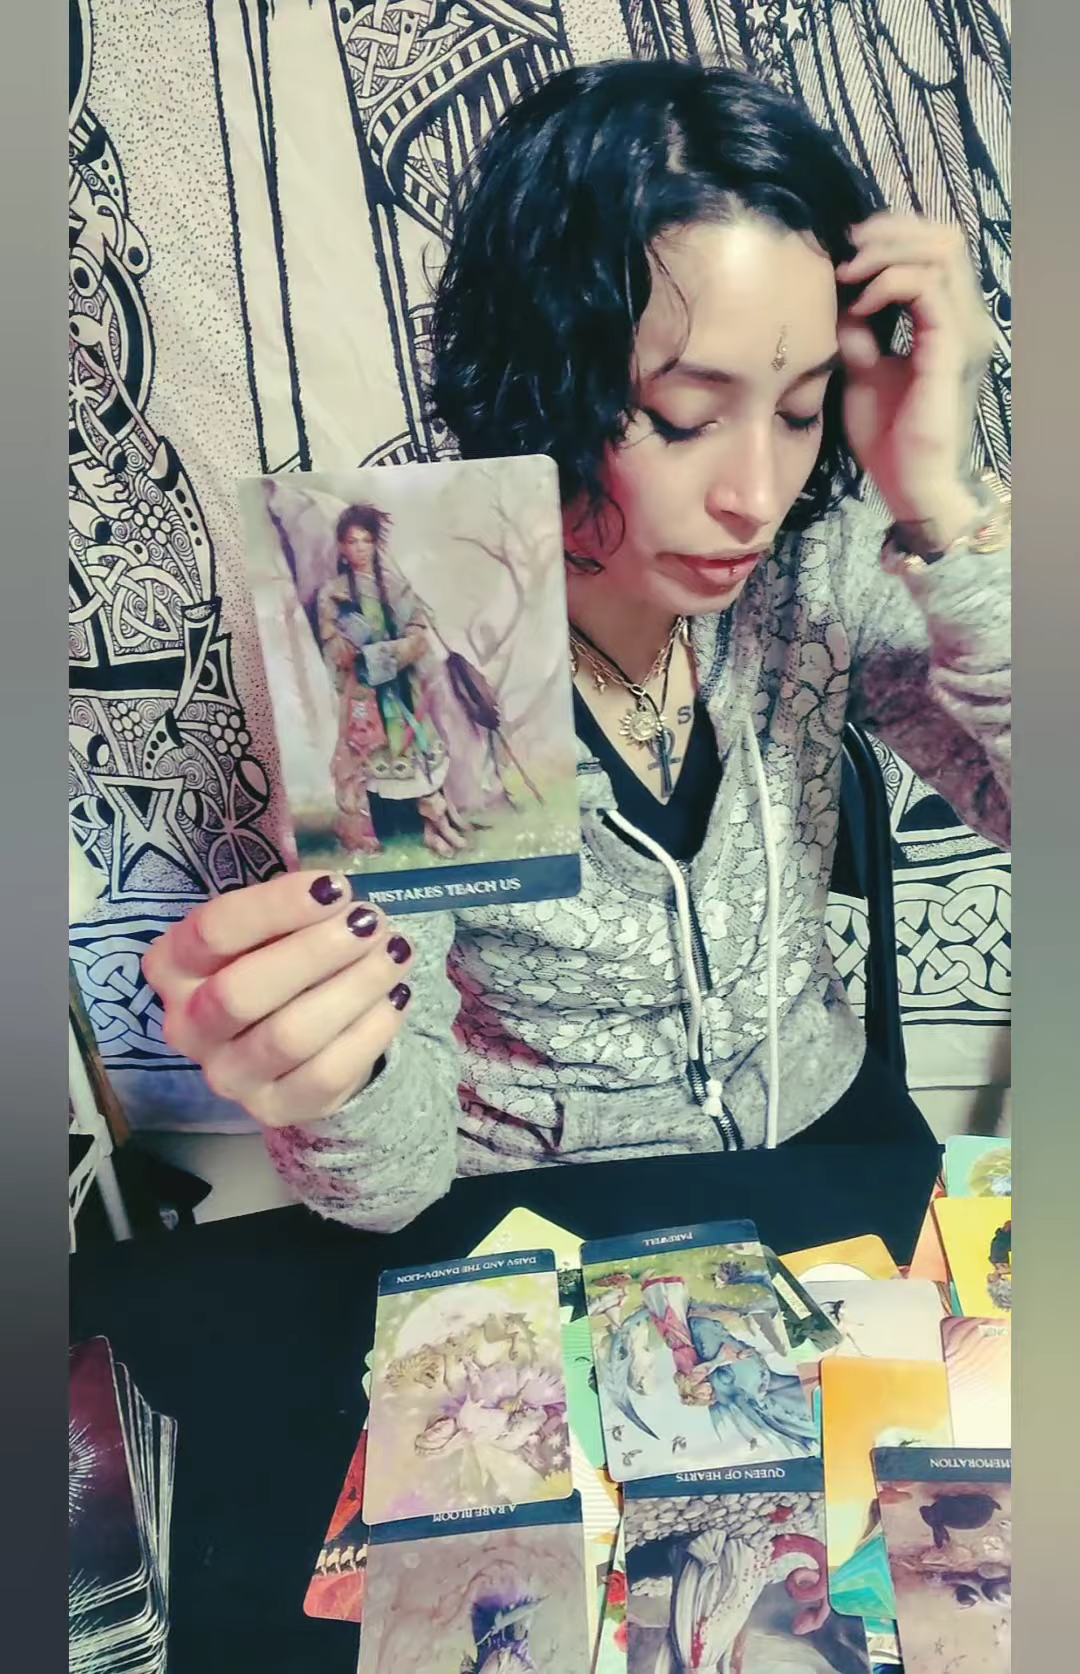 S
MISTAKES TEACH US
FAREWELL
DAISY AND THE DANDY-LION
QUEEN OF HEARTS
A RARE BLOOM